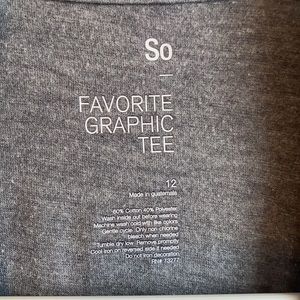 So
FAVORITE
GRAPHIC
TEE
12
Made in guatemala
60% Cotton 40% Polyester
Wash inside out before wearing
Machine wash cold with like colors
Gentle cycle. Only non-chlorine
bleach when needed
Tumble dry low. Remove promptly
Cool iron on reversed side if needed
Do not iron decoration
RN# 73277